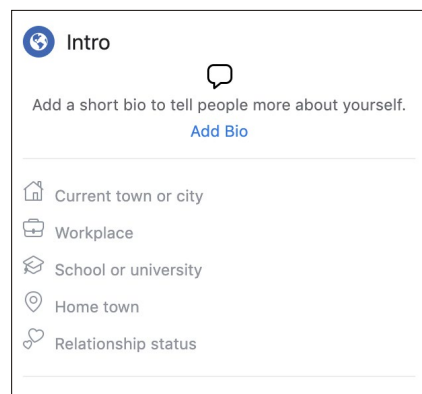 Intro
Add a short bio to tell people more about yourself.
Add Bio
Current town or city
Workplace
School or university
Home town
Relationship status